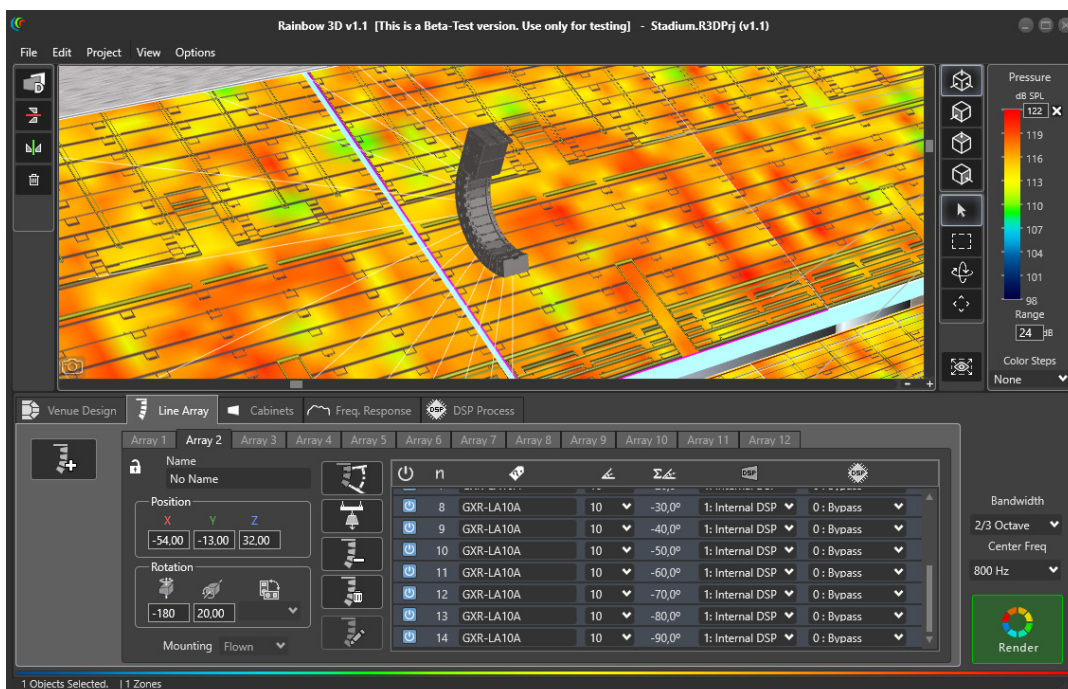 Rainbow 3D v1.1 [This is a Beta-Test version. Use only for testing] - Stadium.R3DPrj (v1.1)
File Edit Project View Options
D
Pressure
dB SPL
122
119
116
113
110
107
104
101
98
Range
24 dB
Color Steps
None
Venue Design Line Array Cabinets Freq. Response DSP DSP Process
Array 1 Array 2 Array 3 Array 4 Array 5 Array 6 Array 7 Array 8 Array 9 Array 10 Array 11 Array 12
Name
No Name
Position
X Y Z
-54,00 -13,00 32,00
Rotation
-180 20,00
Mounting Flown
n Σ DSP DSP
8 GXR-LA10A 10 -30,0º 1: Internal DSP 0 : Bypass
9 GXR-LA10A 10 -40,0º 1: Internal DSP 0 : Bypass
10 GXR-LA10A 10 -50,0º 1: Internal DSP 0 : Bypass
11 GXR-LA10A 10 -60,0º 1: Internal DSP 0 : Bypass
12 GXR-LA10A 10 -70,0º 1: Internal DSP 0 : Bypass
13 GXR-LA10A 10 -80,0º 1: Internal DSP 0 : Bypass
14 GXR-LA10A 10 -90,0º 1: Internal DSP 0 : Bypass
Bandwidth
2/3 Octave
Center Freq
800 Hz
Render
1 Objects Selected. | 1 Zones